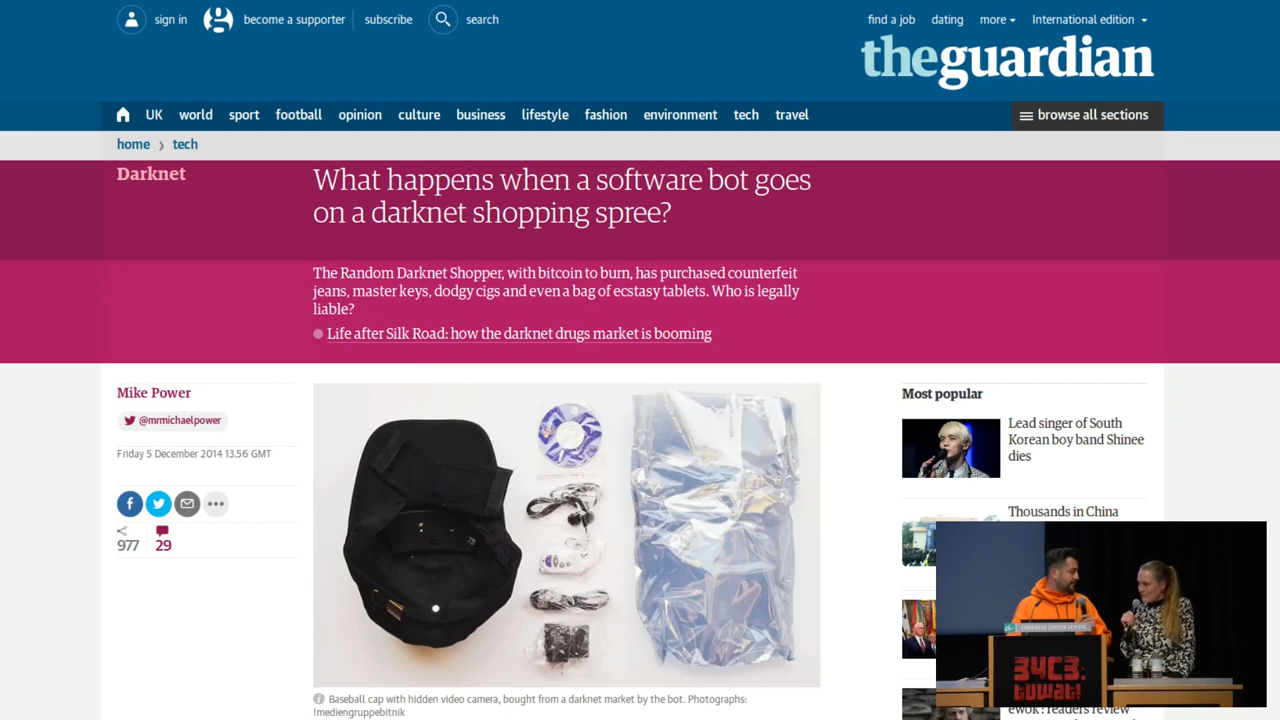 sign in
become a supporter
subscribe
search
find a job
dating
more
International edition
theguardian
UK
world
sport
football
opinion
culture
business
lifestyle
fashion
environment
tech
travel
browse all sections
home
tech
Darknet
What happens when a software bot goes
on a darknet shopping spree?
The Random Darknet Shopper, with bitcoin to burn, has purchased counterfeit
jeans, master keys, dodgy cigs and even a bag of ecstasy tablets. Who is legally
liable?
Life after Silk Road: how the darknet drugs market is booming
Mike Power
@mrmichaelpower
Friday 5 December 2014 13.56 GMT
977
29
Baseball cap with hidden video camera, bought from a darknet market by the bot. Photographs:
!mediengruppebitnik
Most popular
Lead singer of South
Korean boy band Shinee
dies
Thousands in China
CONGRESS CENTER LEIPZIG
34C3
tuwat!
readers review